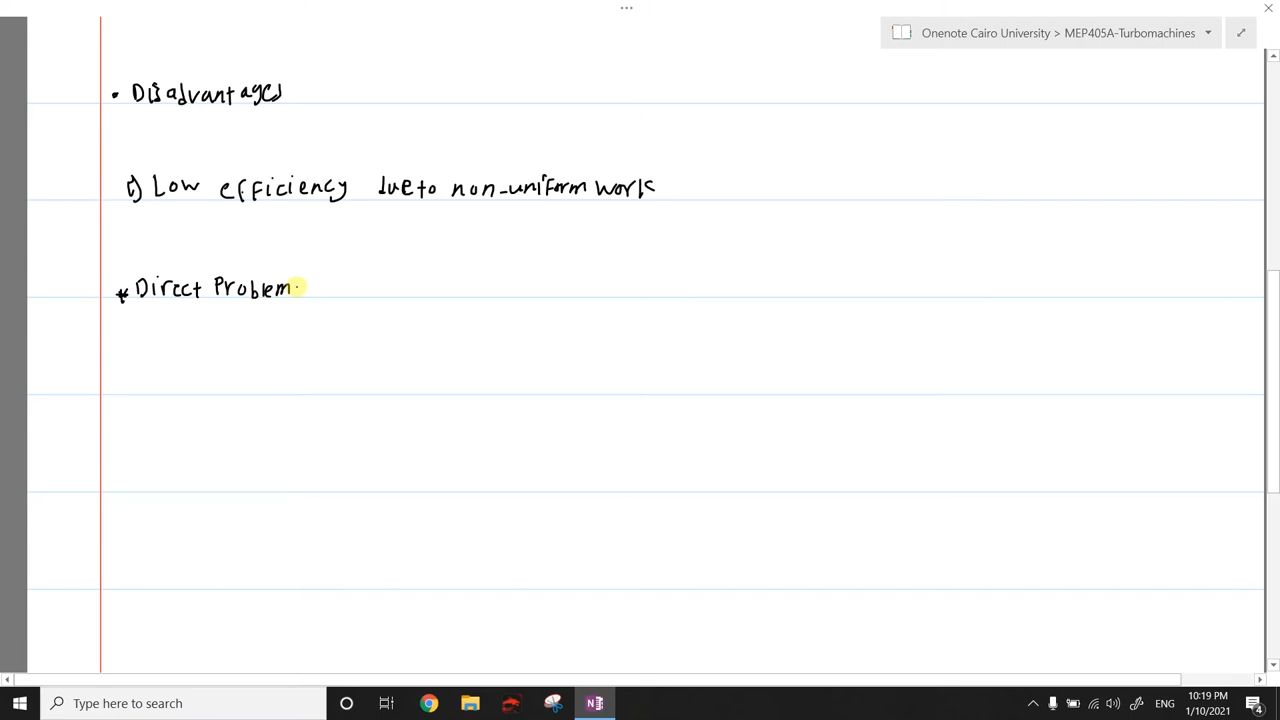 Onenote Cairo University > MEP405A-Turbomachines
• Disadvantages
1) Low efficiency due to non-uniform work
* Direct Problem
Type here to search
ENG
10:19 PM
1/10/2021
4